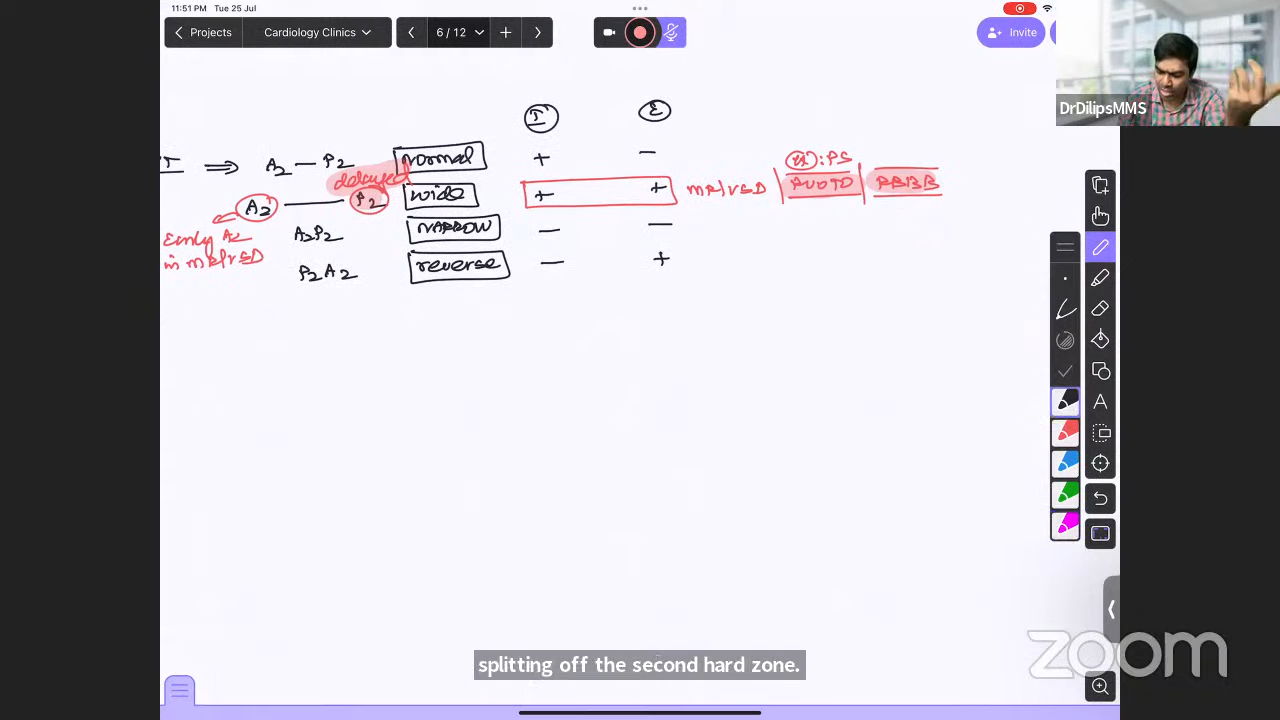 11:51 PM Tue 25 Jul
Projects
Cardiology Clinics
6 / 12
Invite
DrDilipsMMS
I E
⇒ A2 — P2 normal + −
delayed
A2 —— P2 wide + + MR/VSD
Ex: PS
RVOTO RBBB
Early A2
in MR/VSD
A2P2 NARROW − −
P2A2 reverse − +
A
splitting off the second hard zone.
zoom